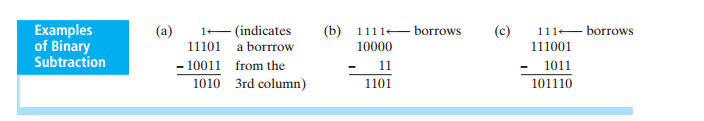 Examples
of Binary
Subtraction
(a) 1← (indicates
11101 a borrrow
– 10011 from the
1010 3rd column)
(b) 1111← borrows
10000
– 11
1101
(c) 111← borrows
111001
– 1011
101110